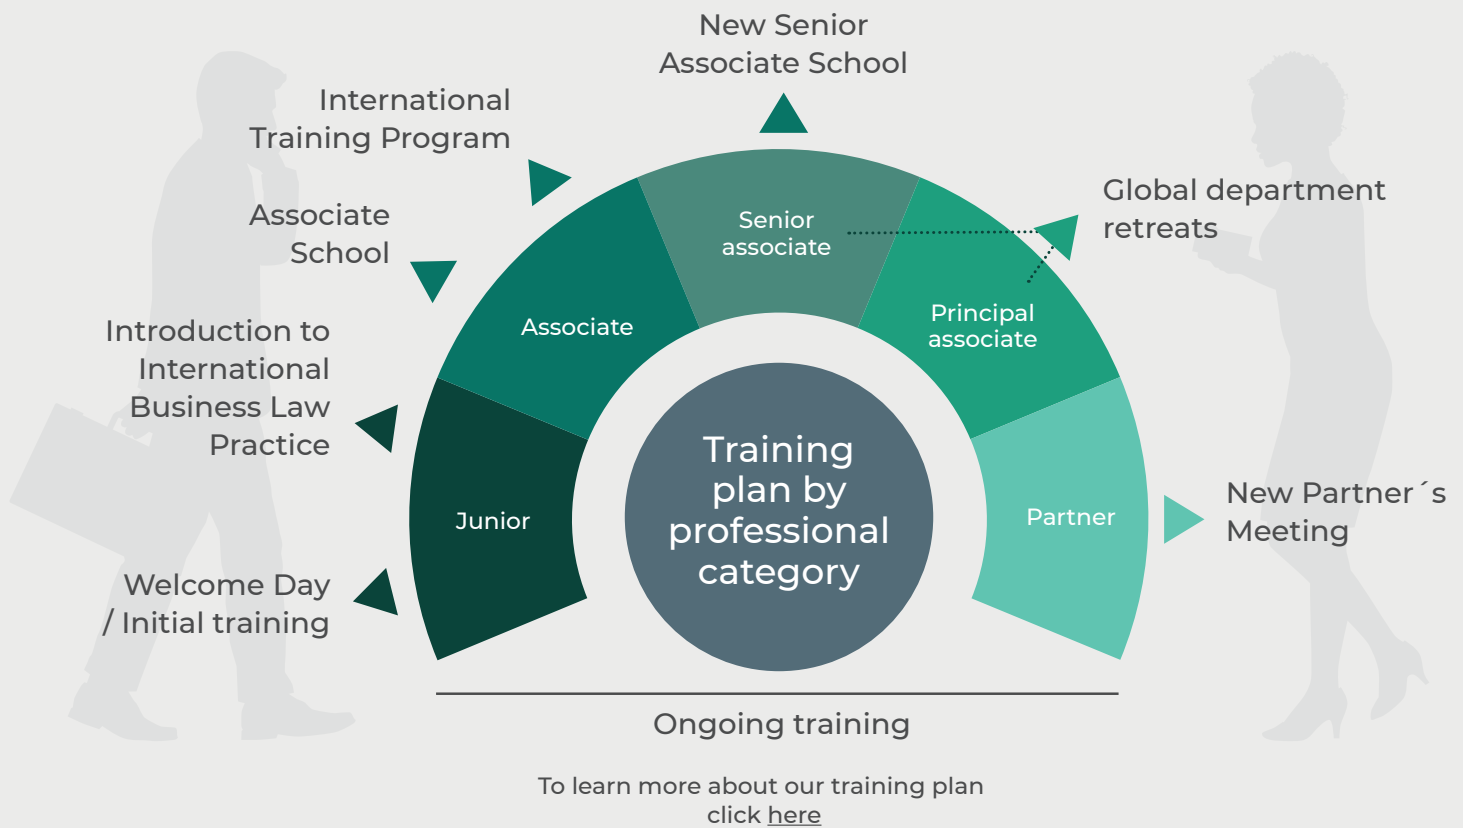 New Senior
Associate School
International
Training Program
Associate
School
Introduction to
International
Business Law
Practice
Welcome Day
/ Initial training
Junior
Associate
Senior
associate
Principal
associate
Partner
Global department
retreats
New Partner´s
Meeting
Training
plan by
professional
category
Ongoing training
To learn more about our training plan
click here